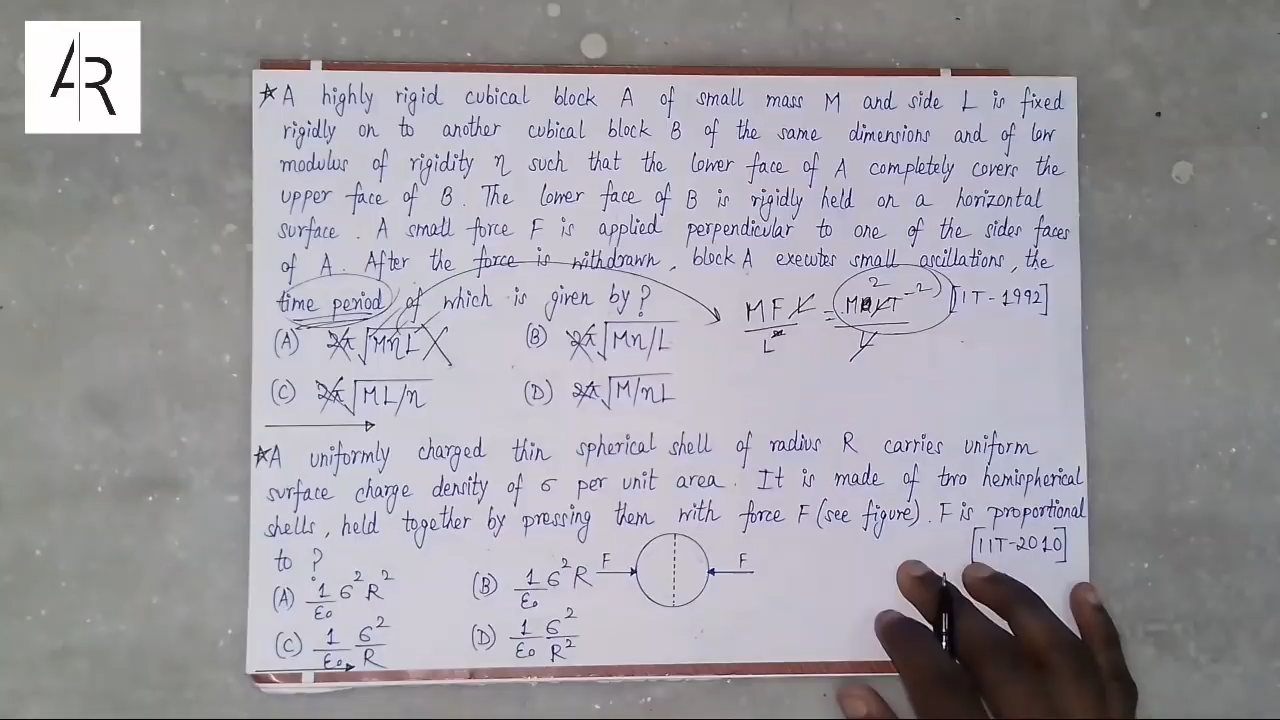 AR
☆A highly rigid cubical block A of small mass M and side L is fixed
rigidly on to another cubical block B of the same dimensions and of low
modulus of rigidity η such that the lower face of A completely covers the
upper face of B. The lower face of B is rigidly held on a horizontal
surface. A small force F is applied perpendicular to one of the sides faces
of A. After the force is withdrawn, block A executes small oscillations, the
time period of which is given by? [IIT-1992]
(A) 2π√MηL (B) 2π√Mη/L
(C) 2π√ML/η (D) 2π√M/ηL
☆A uniformly charged thin spherical shell of radius R carries uniform
surface charge density of σ per unit area. It is made of two hemispherical
shells, held together by pressing them with force F (see figure). F is proportional
to? [IIT-2010]
F F
(A) 1/ε₀ σ²R² (B) 1/ε₀ σ²R
(C) 1/ε₀ σ²/R (D) 1/ε₀ σ²/R²